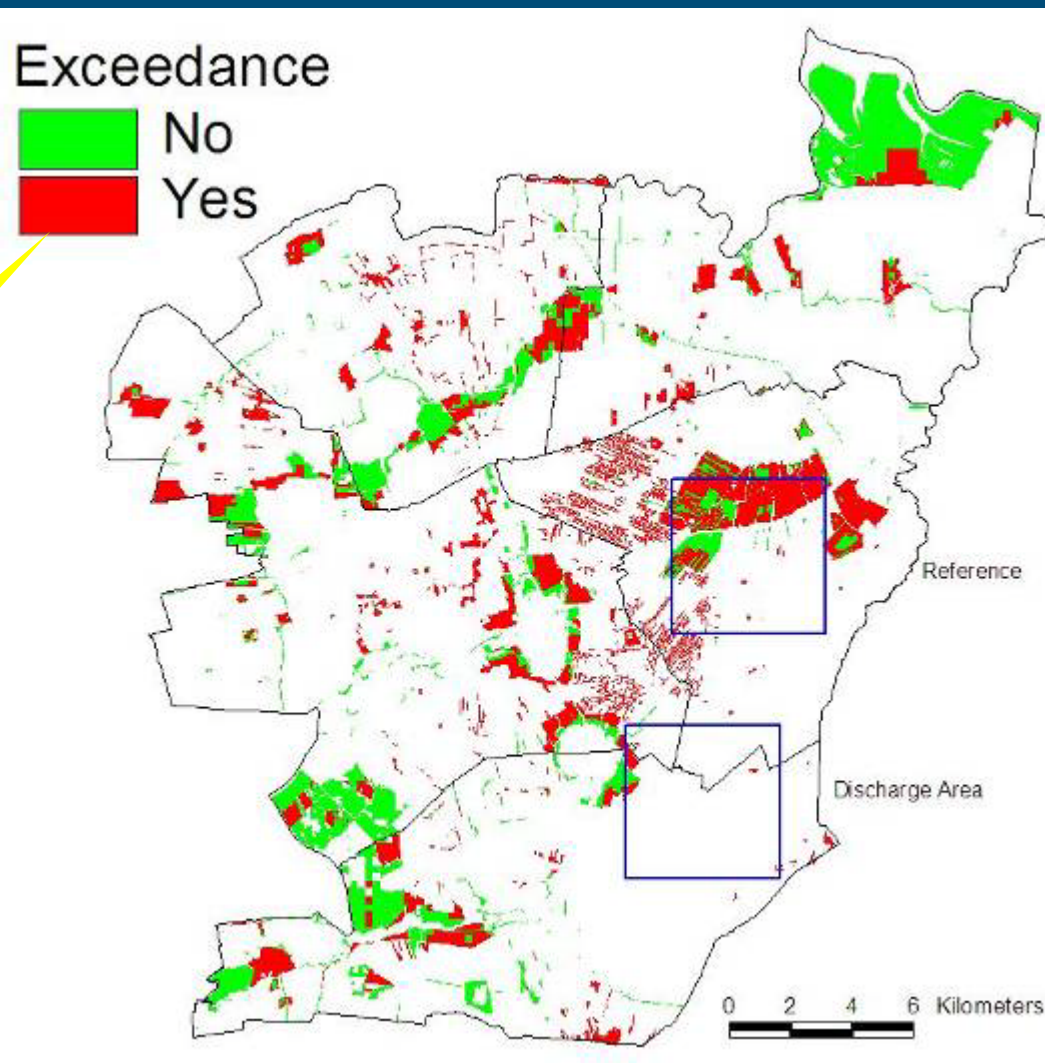 Exceedance
No
Yes
Reference
Discharge Area
0 2 4 6 Kilometers